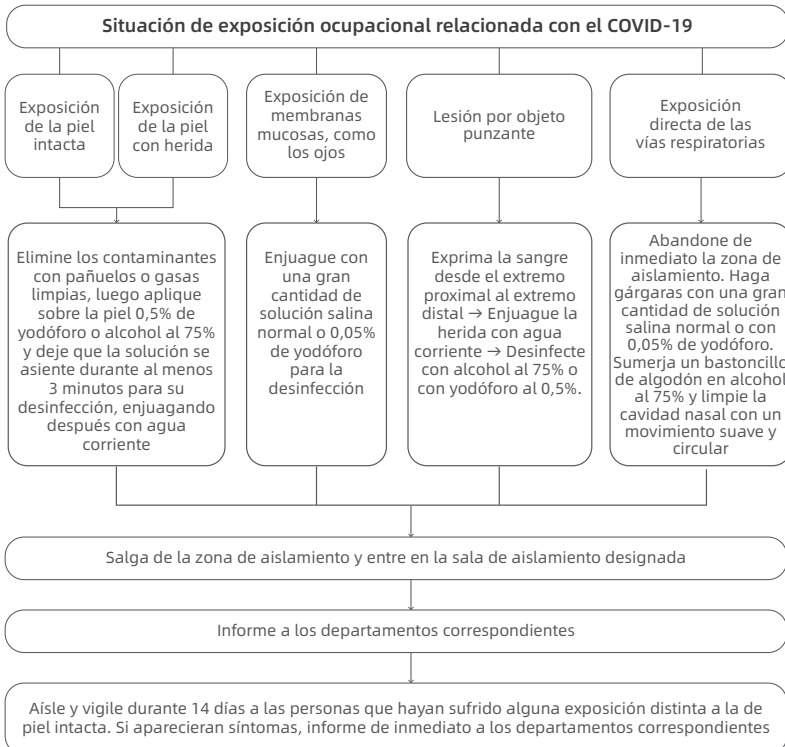 Situación de exposición ocupacional relacionada con el COVID-19
Exposición
de la piel
intacta
Exposición
de la piel
con herida
Exposición de
membranas
mucosas, como
los ojos
Lesión por objeto
punzante
Exposición
directa de las
vías respiratorias
Elimine los contaminantes
con pañuelos o gasas
limpias, luego aplique
sobre la piel 0,5% de
yodóforo o alcohol al 75%
y deje que la solución se
asiente durante al menos
3 minutos para su
desinfección, enjuagando
después con agua
corriente
Enjuague con
una gran
cantidad de
solución salina
normal o 0,05%
de yodóforo
para la
desinfección
Exprima la sangre
desde el extremo
proximal al extremo
distal → Enjuague la
herida con agua
corriente → Desinfecte
con alcohol al 75% o
con yodóforo al 0,5%.
Abandone de
inmediato la zona de
aislamiento. Haga
gárgaras con una gran
cantidad de solución
salina normal o con
0,05% de yodóforo.
Sumerja un bastoncillo
de algodón en alcohol
al 75% y limpie la
cavidad nasal con un
movimiento suave y
circular
Salga de la zona de aislamiento y entre en la sala de aislamiento designada
Informe a los departamentos correspondientes
Aísle y vigile durante 14 días a las personas que hayan sufrido alguna exposición distinta a la de
piel intacta. Si aparecieran síntomas, informe de inmediato a los departamentos correspondientes